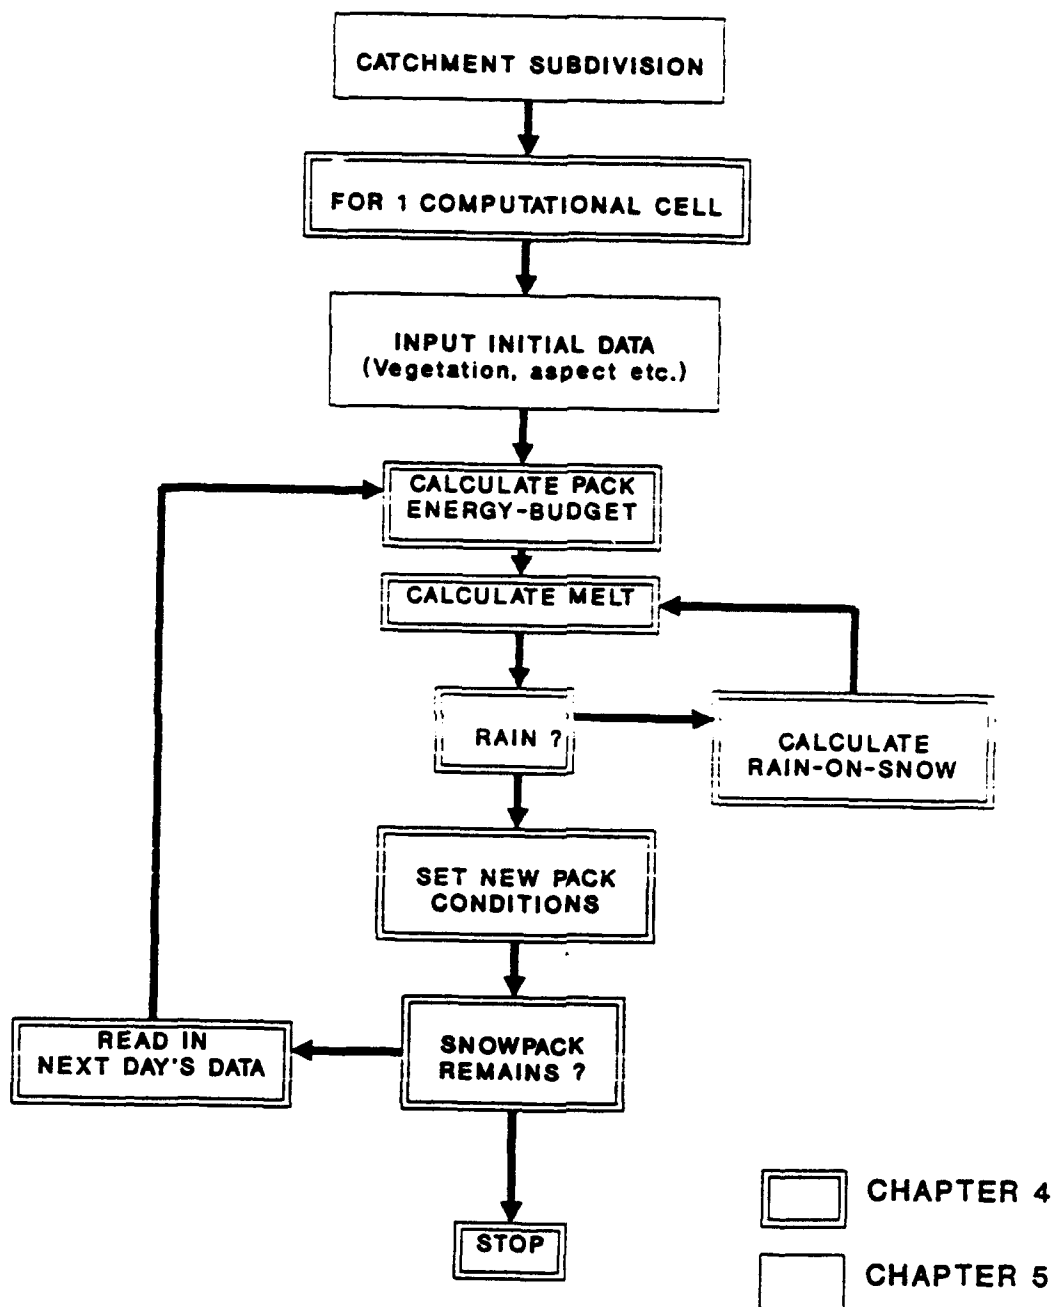 CATCHMENT SUBDIVISION
FOR 1 COMPUTATIONAL CELL
INPUT INITIAL DATA
(Vegetation, aspect etc.)
CALCULATE PACK
ENERGY-BUDGET
CALCULATE MELT
RAIN ?
CALCULATE
RAIN-ON-SNOW
SET NEW PACK
CONDITIONS
SNOWPACK
REMAINS ?
READ IN
NEXT DAY'S DATA
STOP
CHAPTER 4
CHAPTER 5